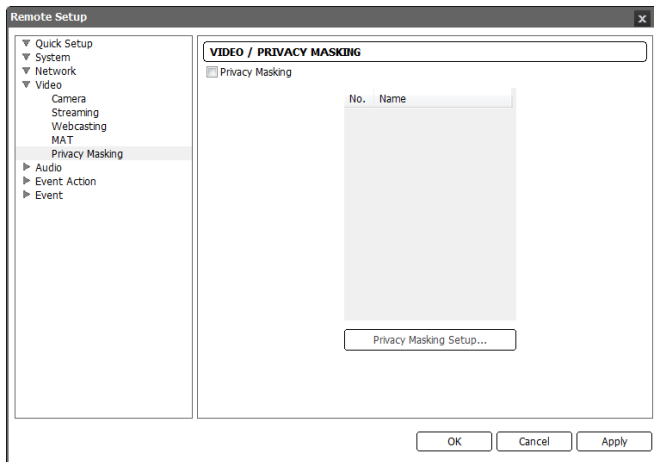 Remote Setup
x
Quick Setup
System
Network
Video
Camera
Streaming
Webcasting
MAT
Privacy Masking
Audio
Event Action
Event
VIDEO / PRIVACY MASKING
Privacy Masking
No. Name
Privacy Masking Setup...
OK Cancel Apply